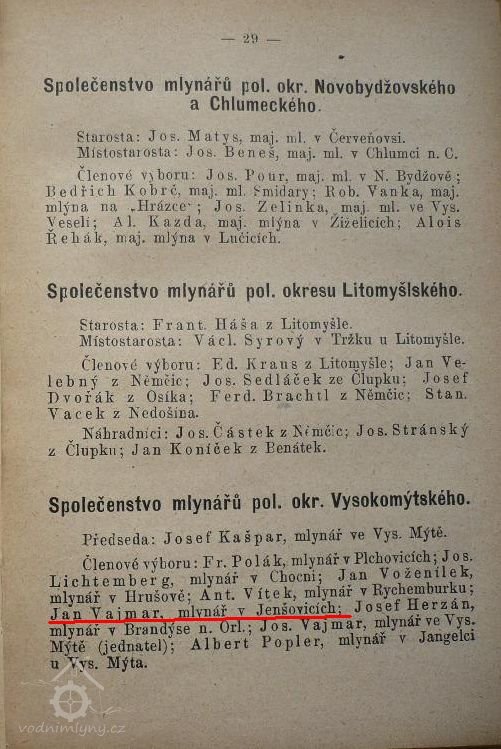 — 29 —
Společenstvo mlynářů pol. okr. Novobydžovského
a Chlumeckého.
Starosta: Jos. Matys, maj. ml. v Červeňovsi.
Místostarosta: Jos. Beneš, maj. ml. v Chlumci n. C.
Členové výboru: Jos. Pour, maj. ml. v N. Bydžově;
Bedřich Kobrč, maj. ml. Smidary; Rob. Vanka, maj.
mlýna na „Hrázce“; Jos. Zelinka, maj. ml. ve Vys.
Veselí; Al. Kazda, maj. mlýna v Žiželicích; Alois
Řehák, maj. mlýna v Lučicích.
Společenstvo mlynářů pol. okresu Litomyšlského.
Starosta: Frant. Háša z Litomyšle.
Místostarosta: Václ. Syrový v Tržku u Litomyšle.
Členové výboru: Ed. Kraus z Litomyšle; Jan Ve-
lebný z Němčic; Jos. Sedláček ze Člupku; Josef
Dvořák z Osíka; Ferd. Brachtl z Němčic; Stan.
Vacek z Nedošína.
Náhradníci: Jos. Částek z Němčic; Jos. Stránský
z Člupku; Jan Koníček z Benátek.
Společenstvo mlynářů pol. okr. Vysokomýtského.
Předseda: Josef Kašpar, mlynář ve Vys. Mýtě.
Členové výboru: Fr. Polák, mlynář v Plchovicích; Jos.
Lichtemberg, mlynář v Chocni; Jan Voženílek,
mlynář v Hrušové; Ant. Vítek, mlynář v Rychemburku;
Jan Vajmar, mlynář v Jenšovicích; Josef Herzán,
mlynář v Brandýse n. Orl.; Jos. Vajmar, mlynář ve Vys.
Mýtě (jednatel); Albert Popler, mlynář v Jangelci
u Vys. Mýta.
vodnimlyny.cz